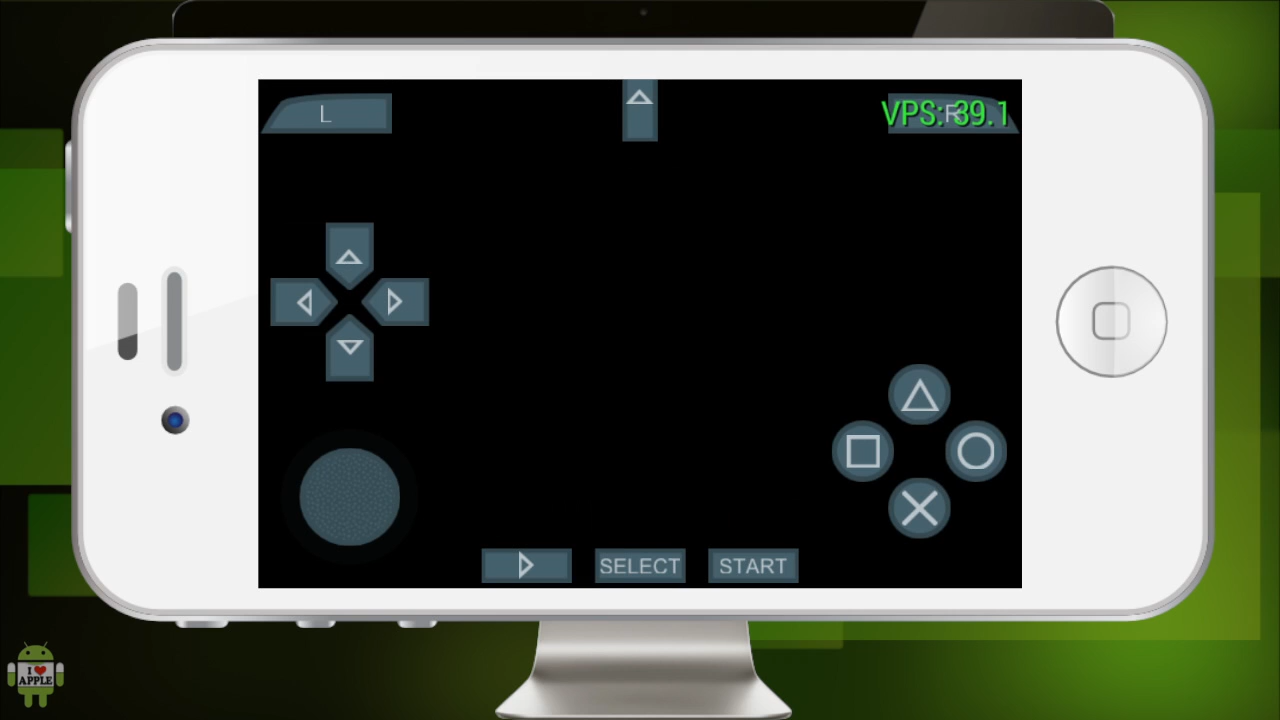 L
R
VPS: 39.1
SELECT
START
I ❤
APPLE